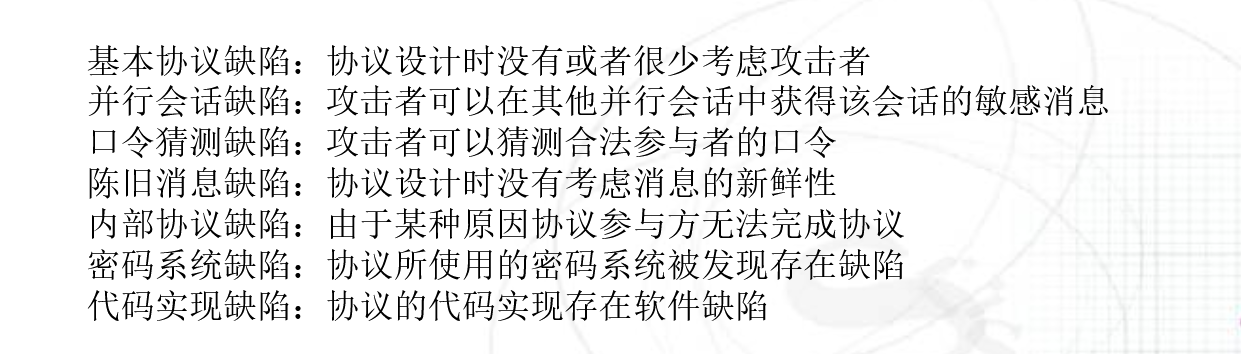 基本协议缺陷：协议设计时没有或者很少考虑攻击者
并行会话缺陷：攻击者可以在其他并行会话中获得该会话的敏感消息
口令猜测缺陷：攻击者可以猜测合法参与者的口令
陈旧消息缺陷：协议设计时没有考虑消息的新鲜性
内部协议缺陷：由于某种原因协议参与方无法完成协议
密码系统缺陷：协议所使用的密码系统被发现存在缺陷
代码实现缺陷：协议的代码实现存在软件缺陷